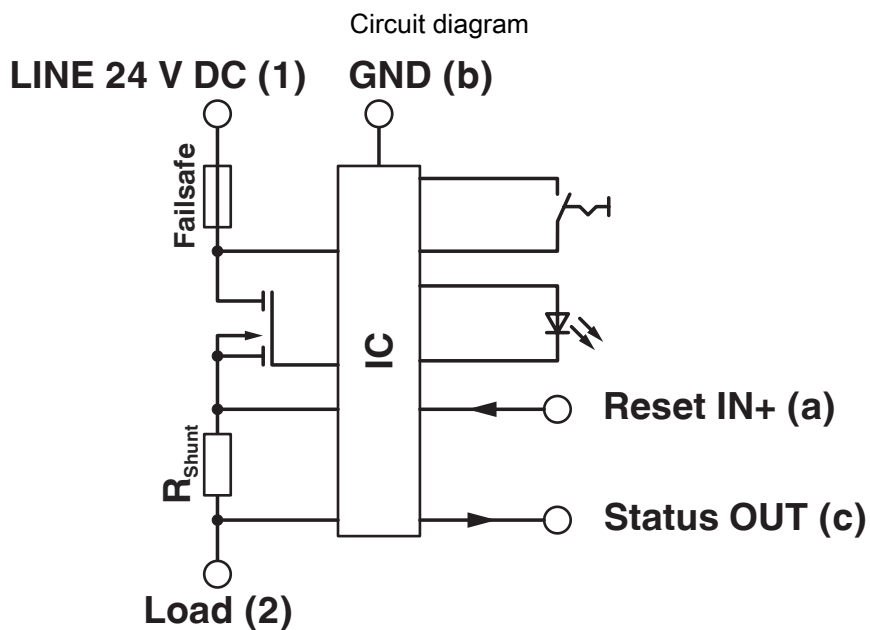 Circuit diagram
LINE 24 V DC (1)
GND (b)
Failsafe
IC
Reset IN+ (a)
RShunt
Status OUT (c)
Load (2)